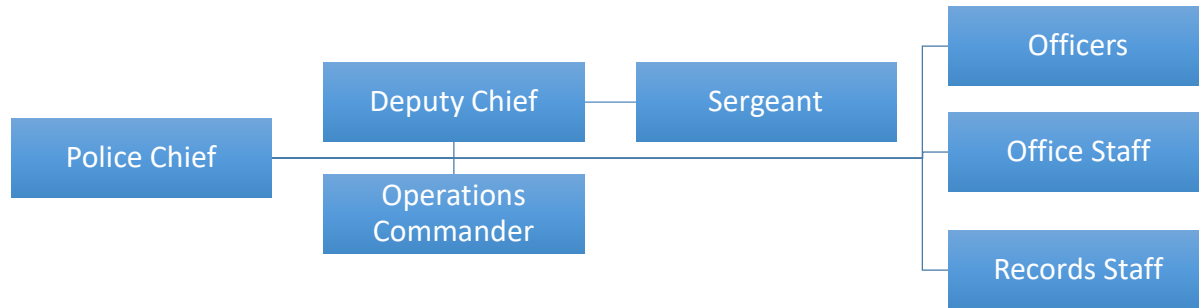 Officers
Deputy Chief
Sergeant
Police Chief
Office Staff
Operations
Commander
Records Staff